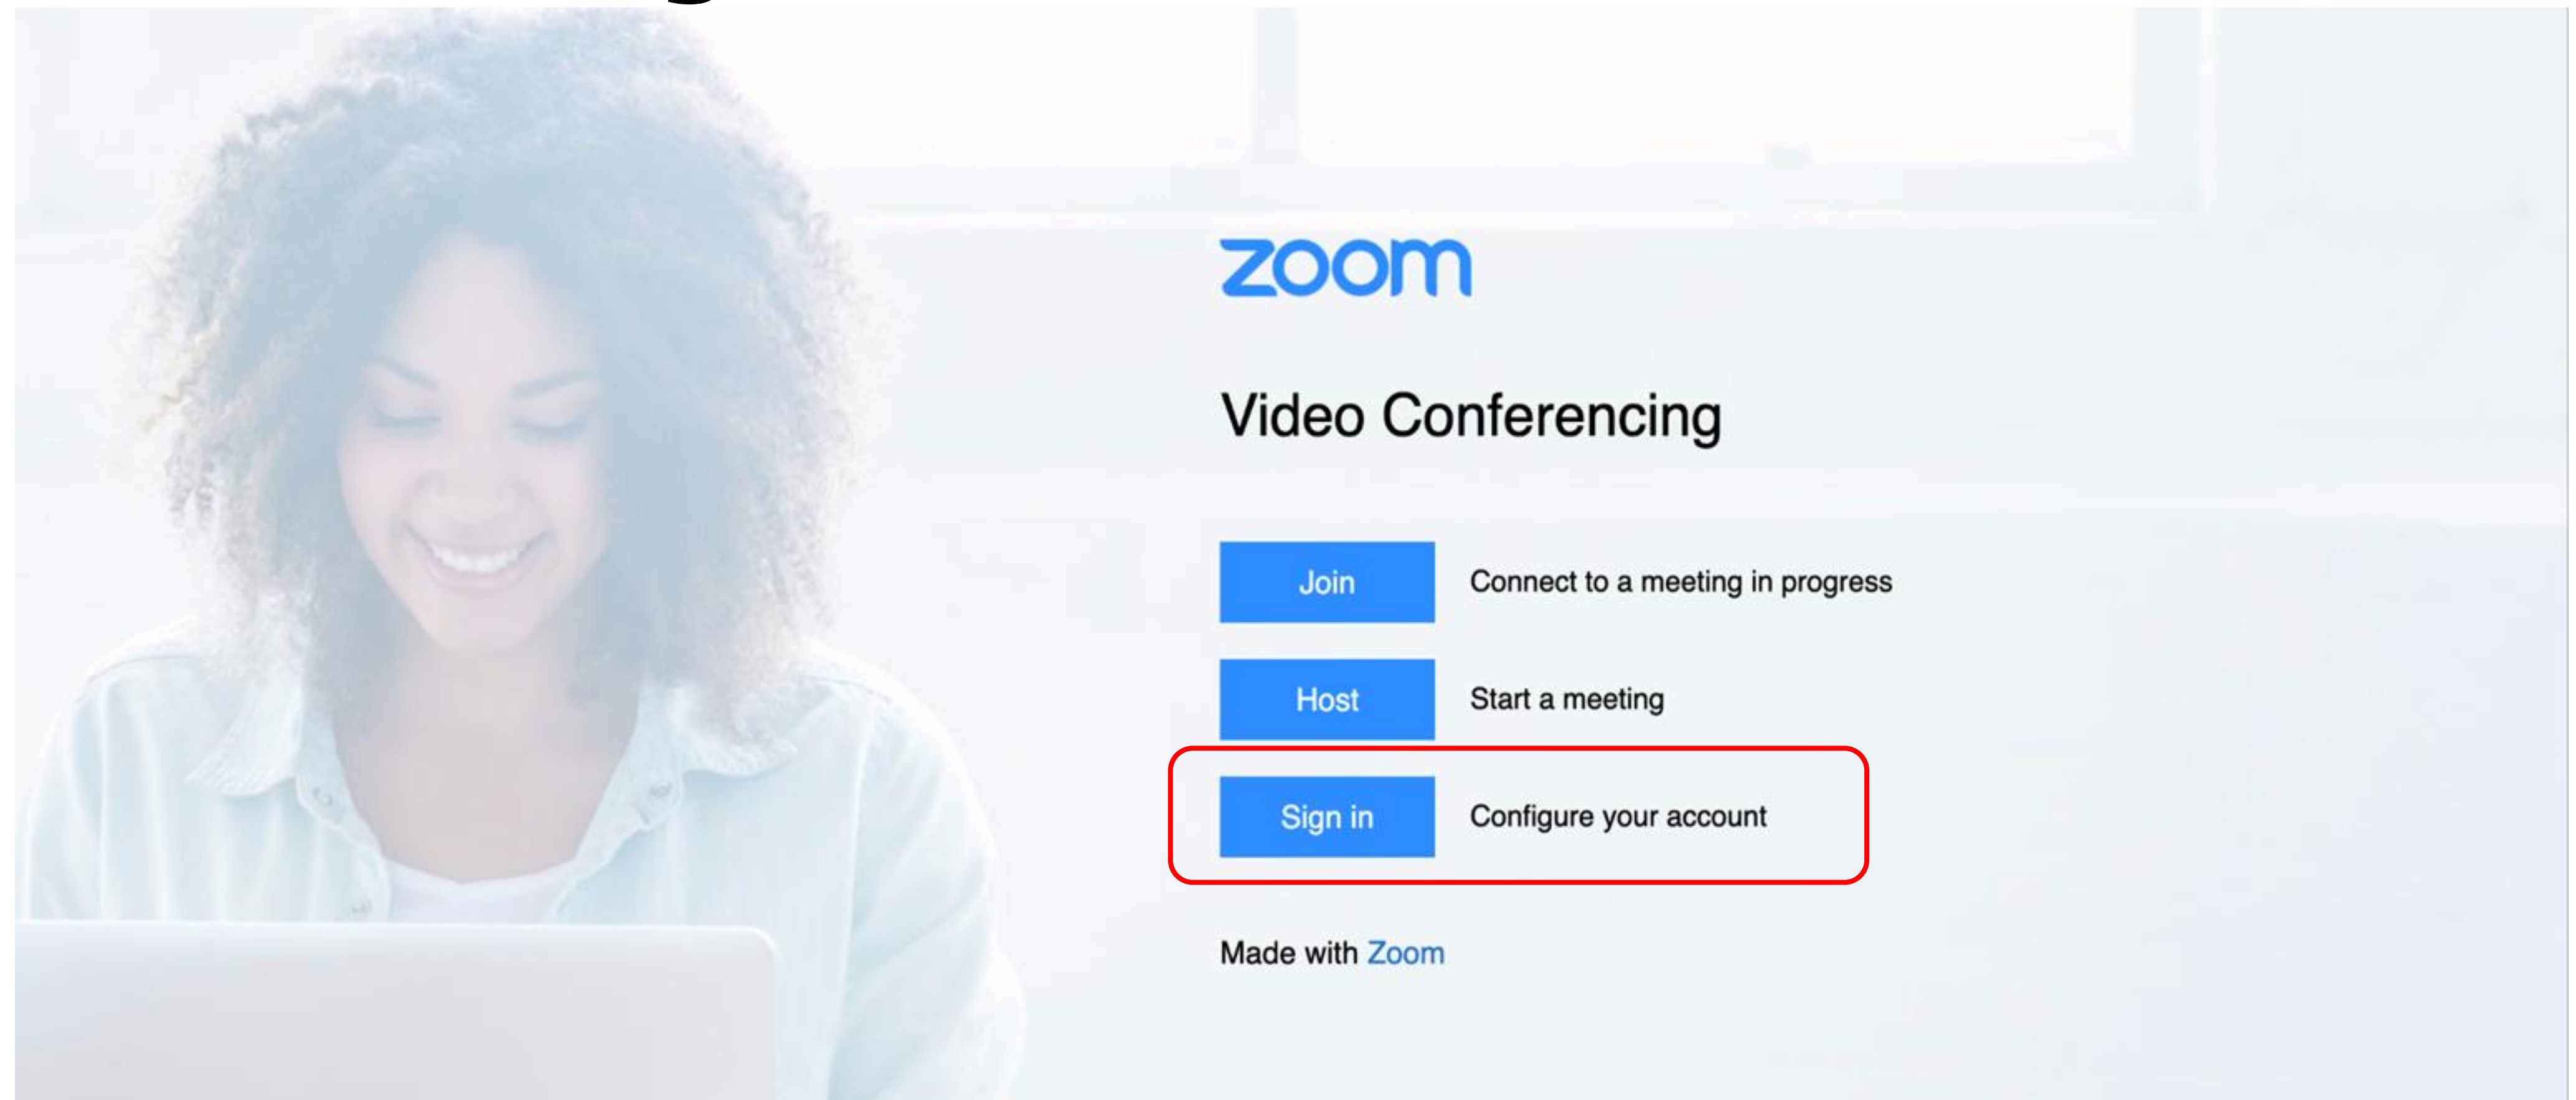 zoom
Video Conferencing
Join Connect to a meeting in progress
Host Start a meeting
Sign in Configure your account
Made with Zoom